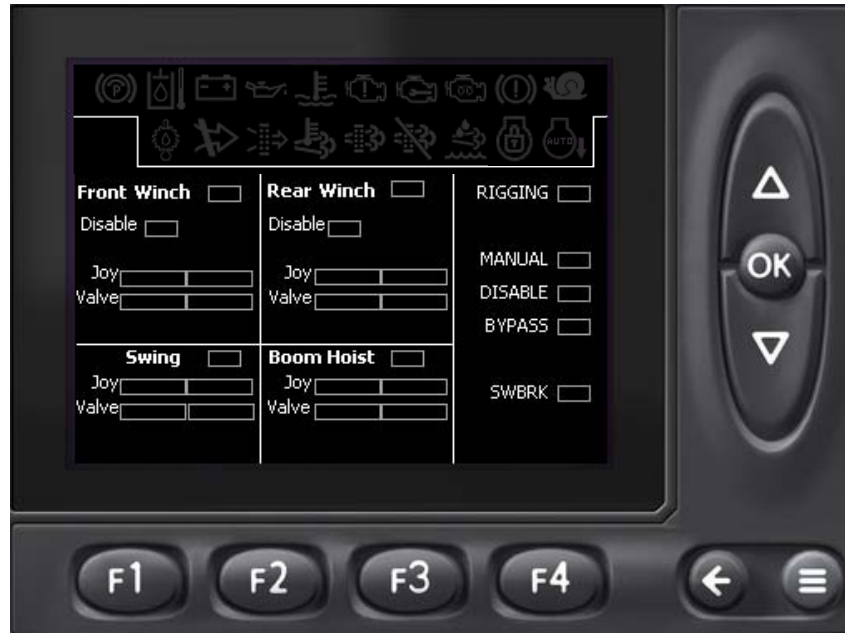 (P)
AUTO
Front Winch
Disable
Joy
Valve
Rear Winch
Disable
Joy
Valve
RIGGING
MANUAL
DISABLE
BYPASS
SWBRK
Swing
Joy
Valve
Boom Hoist
Joy
Valve
OK
F1
F2
F3
F4